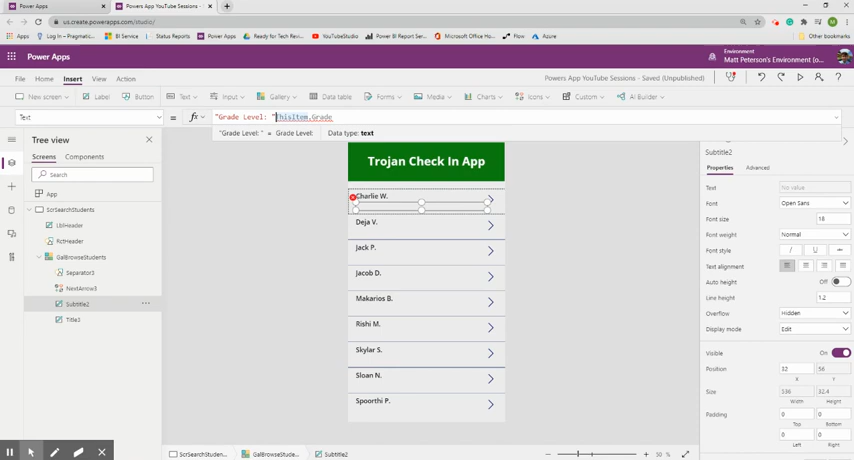 Power Apps
Powers App YouTube Sessions -
us.create.powerapps.com/studio/
Apps
Log In ‹ Pragmatic...
BI Service
Status Reports
Power Apps
Ready for Tech Revi...
YouTubeStudio
Power BI Report Ser...
Microsoft Office Ho...
Flow
Azure
Other bookmarks
Power Apps
Environment
Matt Peterson's Environment (o...
File Home Insert View Action
Powers App YouTube Sessions - Saved (Unpublished)
New screen Label Button Text Input Gallery Data table Forms Media Charts Icons Custom AI Builder
Text = fx "Grade Level: "ThisItem.Grade
"Grade Level: " = Grade Level: Data type: text
Tree view
Screens Components
Search
App
ScrSearchStudents
LblHeader
RctHeader
GalBrowseStudents
Separator3
NextArrow3
Subtitle2
Title3
Trojan Check In App
Charlie W.
Deja V.
Jack P.
Jacob D.
Makarios B.
Rishi M.
Skylar S.
Sloan N.
Spoorthi P.
Subtitle2
Properties Advanced
Text No value
Font Open Sans
Font size 18
Font weight Normal
Font style / U
Text alignment
Auto height Off
Line height 1.2
Overflow Hidden
Display mode Edit
Visible On
Position 32 56
X Y
Size 536 32.4
Width Height
Padding 0 0
Top Bottom
0 0
Left Right
ScrSearchStuden...
GalBrowseStude...
Subtitle2
50 %